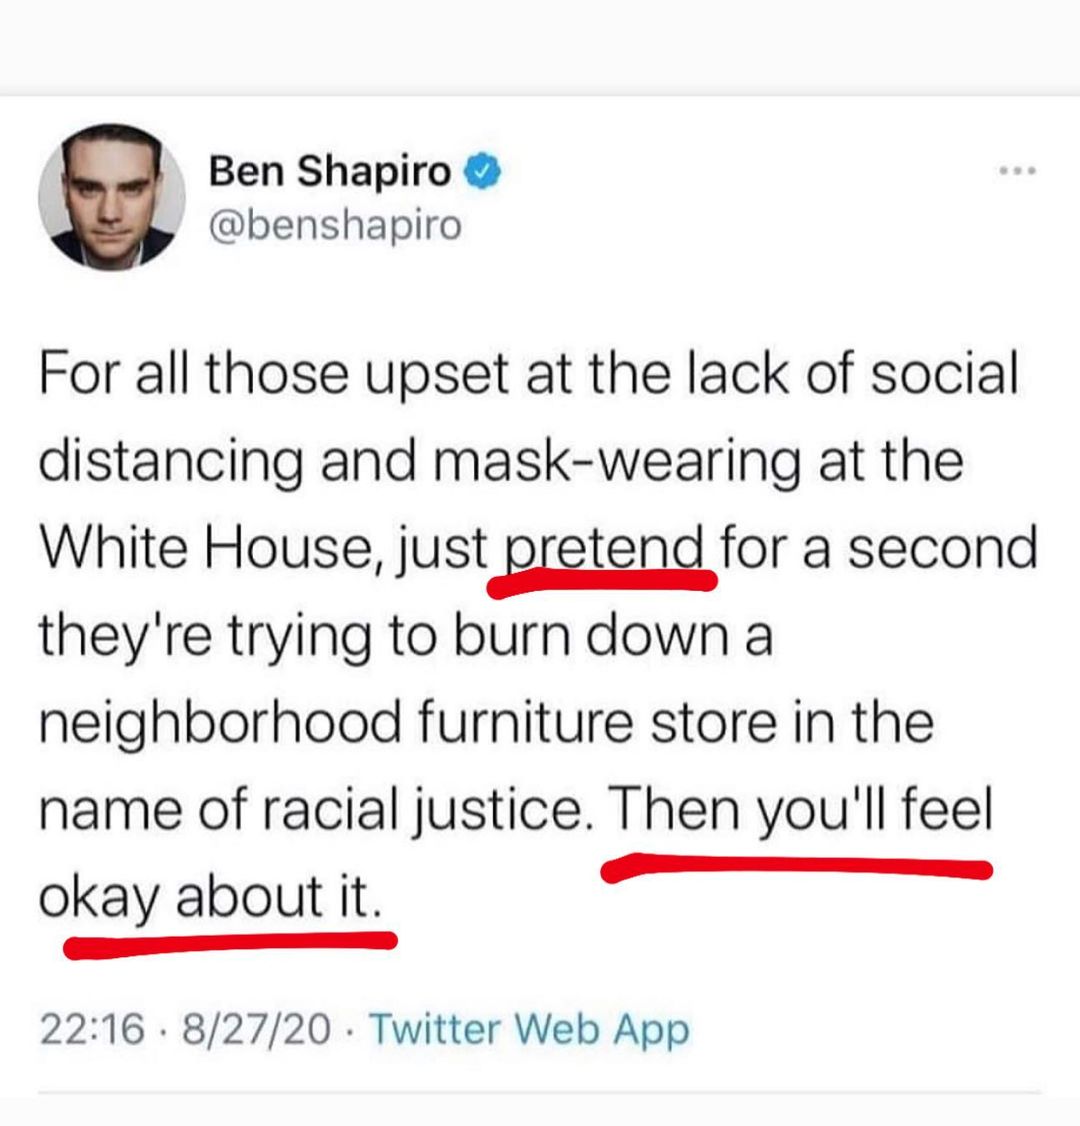 Ben Shapiro
@benshapiro
For all those upset at the lack of social
distancing and mask-wearing at the
White House, just pretend for a second
they're trying to burn down a
neighborhood furniture store in the
name of racial justice. Then you'll feel
okay about it.
22:16 · 8/27/20 · Twitter Web App